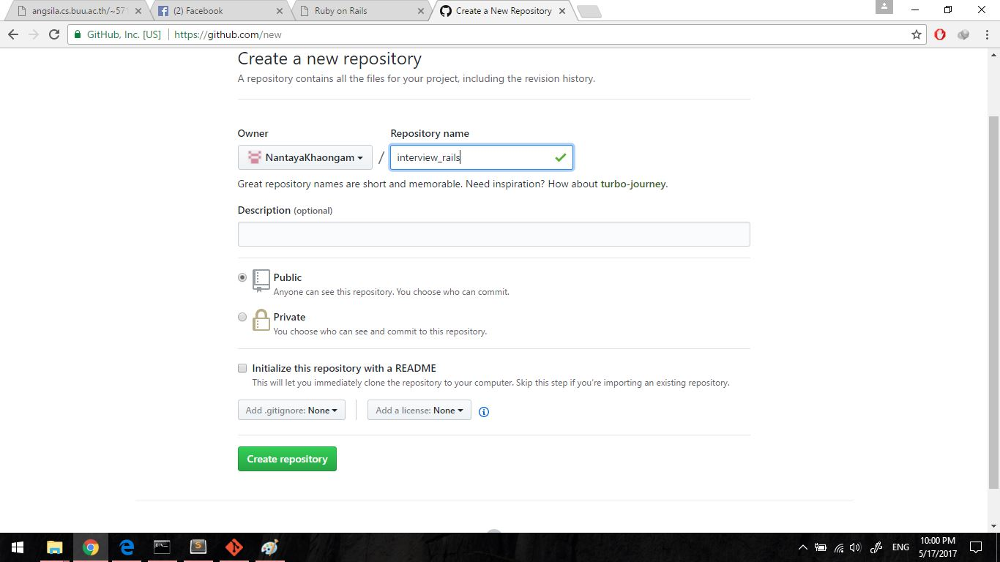 angsila.cs.buu.ac.th/~571
(2) Facebook
Ruby on Rails
Create a New Repository
GitHub, Inc. [US]
https://github.com/new
Create a new repository
A repository contains all the files for your project, including the revision history.
Owner
Repository name
NantayaKhaongam
/
interview_rails
Great repository names are short and memorable. Need inspiration? How about turbo-journey.
Description (optional)
Public
Anyone can see this repository. You choose who can commit.
Private
You choose who can see and commit to this repository.
Initialize this repository with a README
This will let you immediately clone the repository to your computer. Skip this step if you're importing an existing repository.
Add .gitignore: None
Add a license: None
Create repository
ENG
10:00 PM
5/17/2017